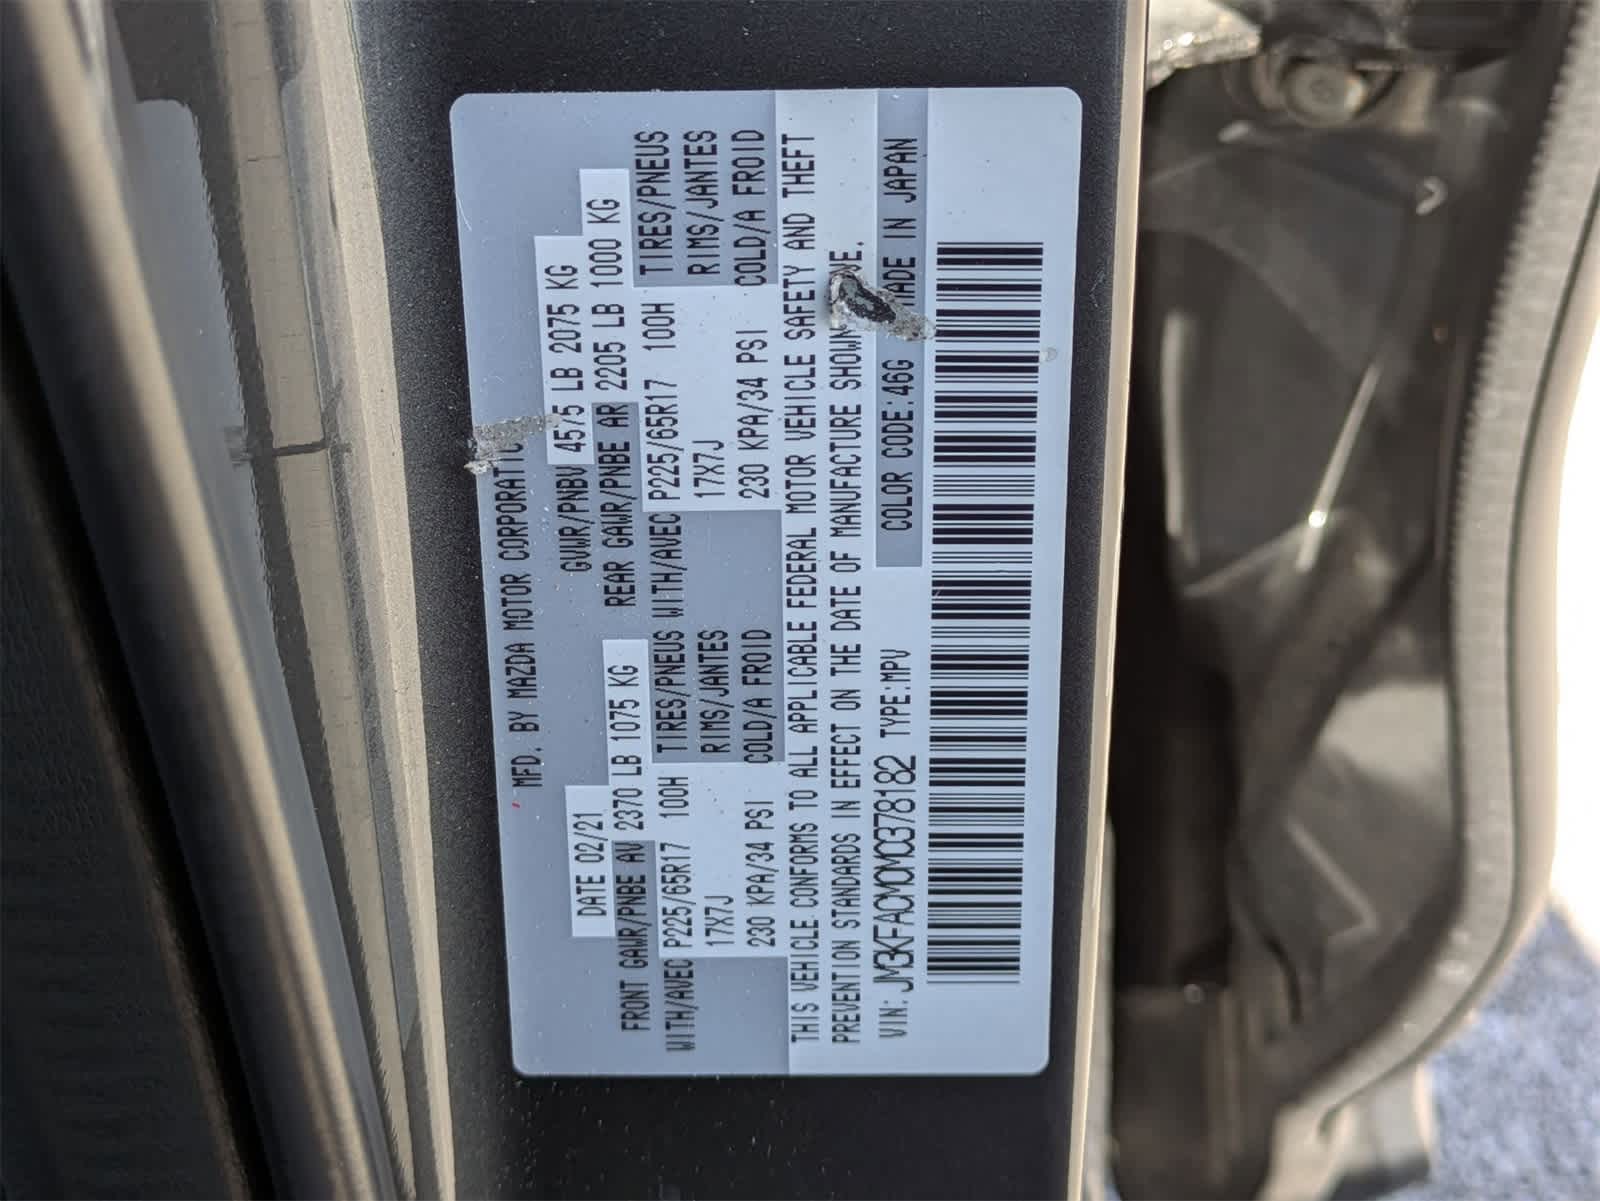 MFD. BY MAZDA MOTOR CORPORATION
DATE 02/21 GVWR/PNBV 4575 LB 2075 KG
FRONT GAWR/PNBE AV 2370 LB 1075 KG REAR GAWR/PNBE AR 2205 LB 1000 KG
WITH/AVEC P225/65R17 100H TIRES/PNEUS WITH/AVEC P225/65R17 100H TIRES/PNEUS
17X7J RIMS/JANTES 17X7J RIMS/JANTES
230 KPA/34 PSI COLD/A FROID 230 KPA/34 PSI COLD/A FROID
THIS VEHICLE CONFORMS TO ALL APPLICABLE FEDERAL MOTOR VEHICLE SAFETY AND THEFT
PREVENTION STANDARDS IN EFFECT ON THE DATE OF MANUFACTURE SHOWN
VIN: JM3KFACM0M0378182 TYPE:MPV COLOR CODE:46G MADE IN JAPAN